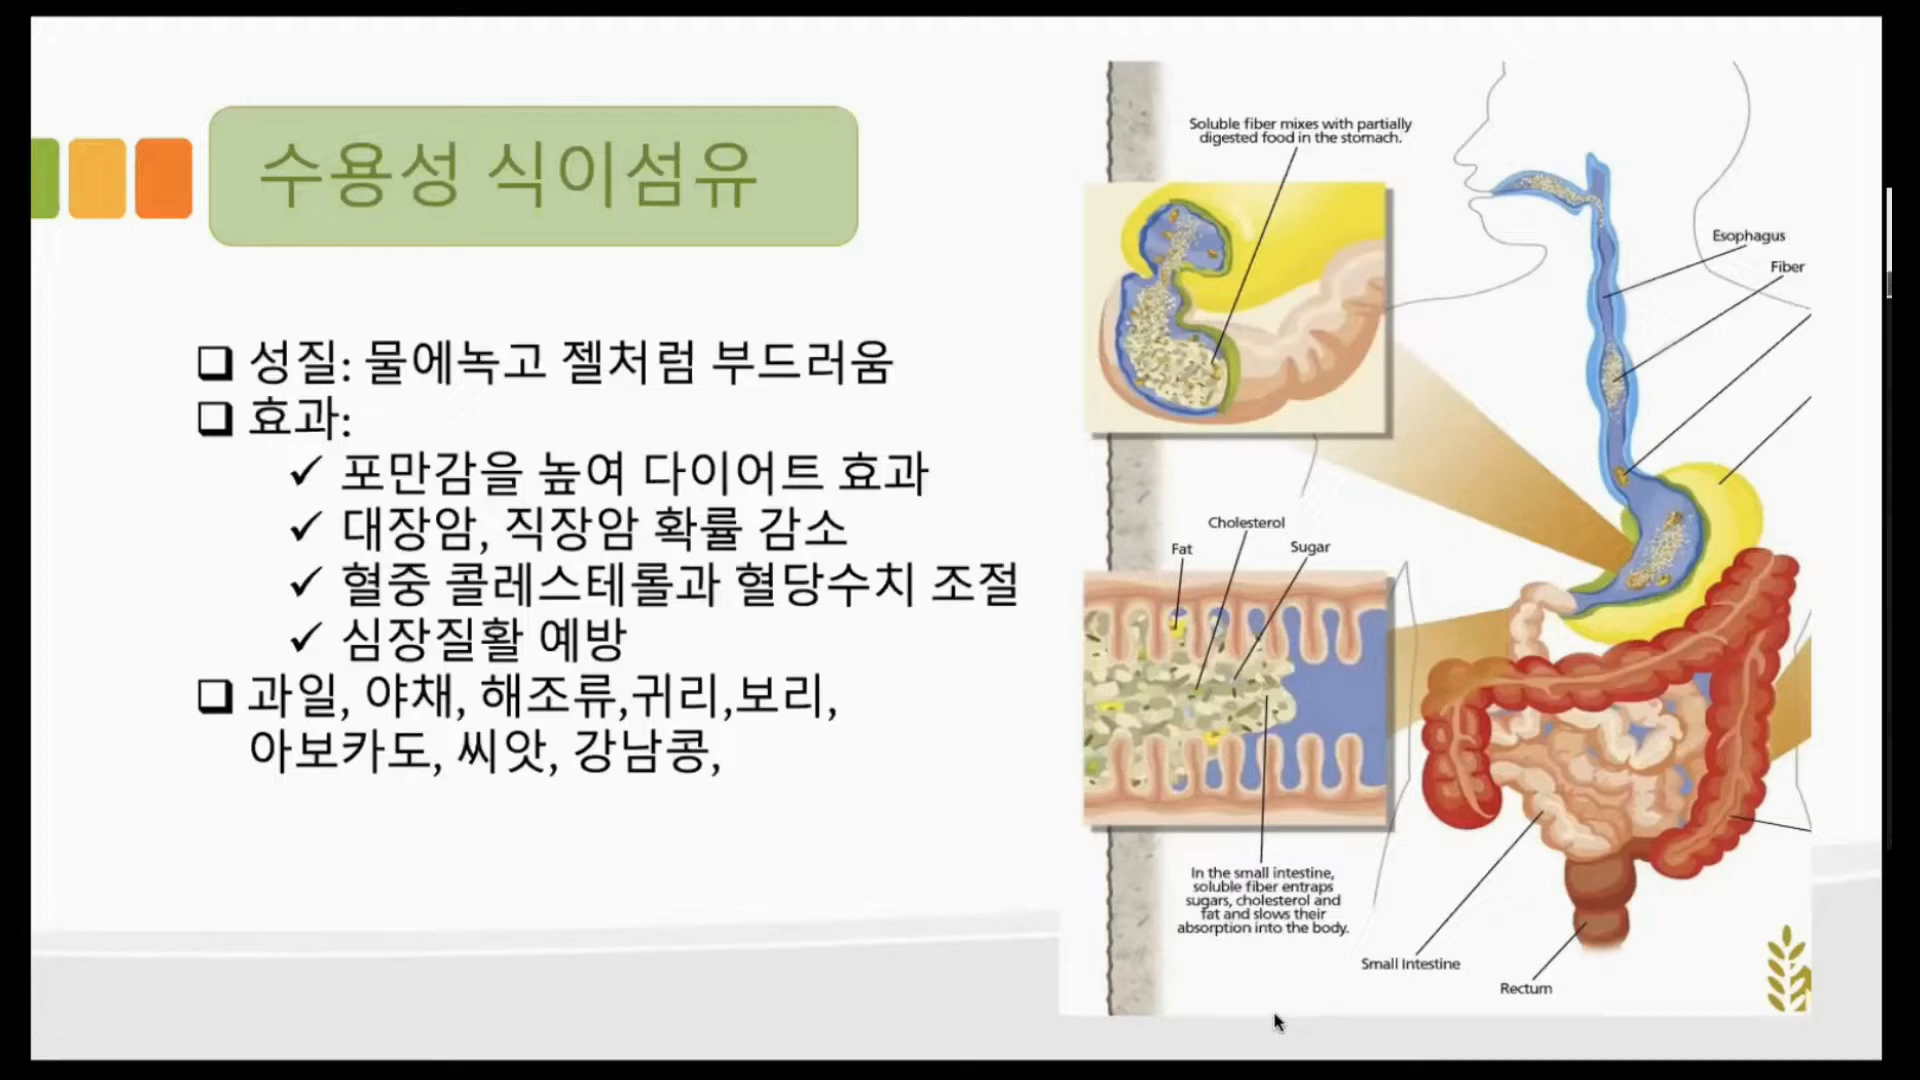 수용성 식이섬유
성질: 물에녹고 젤처럼 부드러움
효과:
포만감을 높여 다이어트 효과
대장암, 직장암 확률 감소
혈중 콜레스테롤과 혈당수치 조절
심장질활 예방
과일, 야채, 해조류,귀리,보리,
아보카도, 씨앗, 강남콩,
Soluble fiber mixes with partially
digested food in the stomach.
Esophagus
Fiber
Cholesterol
Fat
Sugar
In the small intestine,
soluble fiber entraps
sugars, cholesterol and
fat and slows their
absorption into the body.
Small Intestine
Rectum